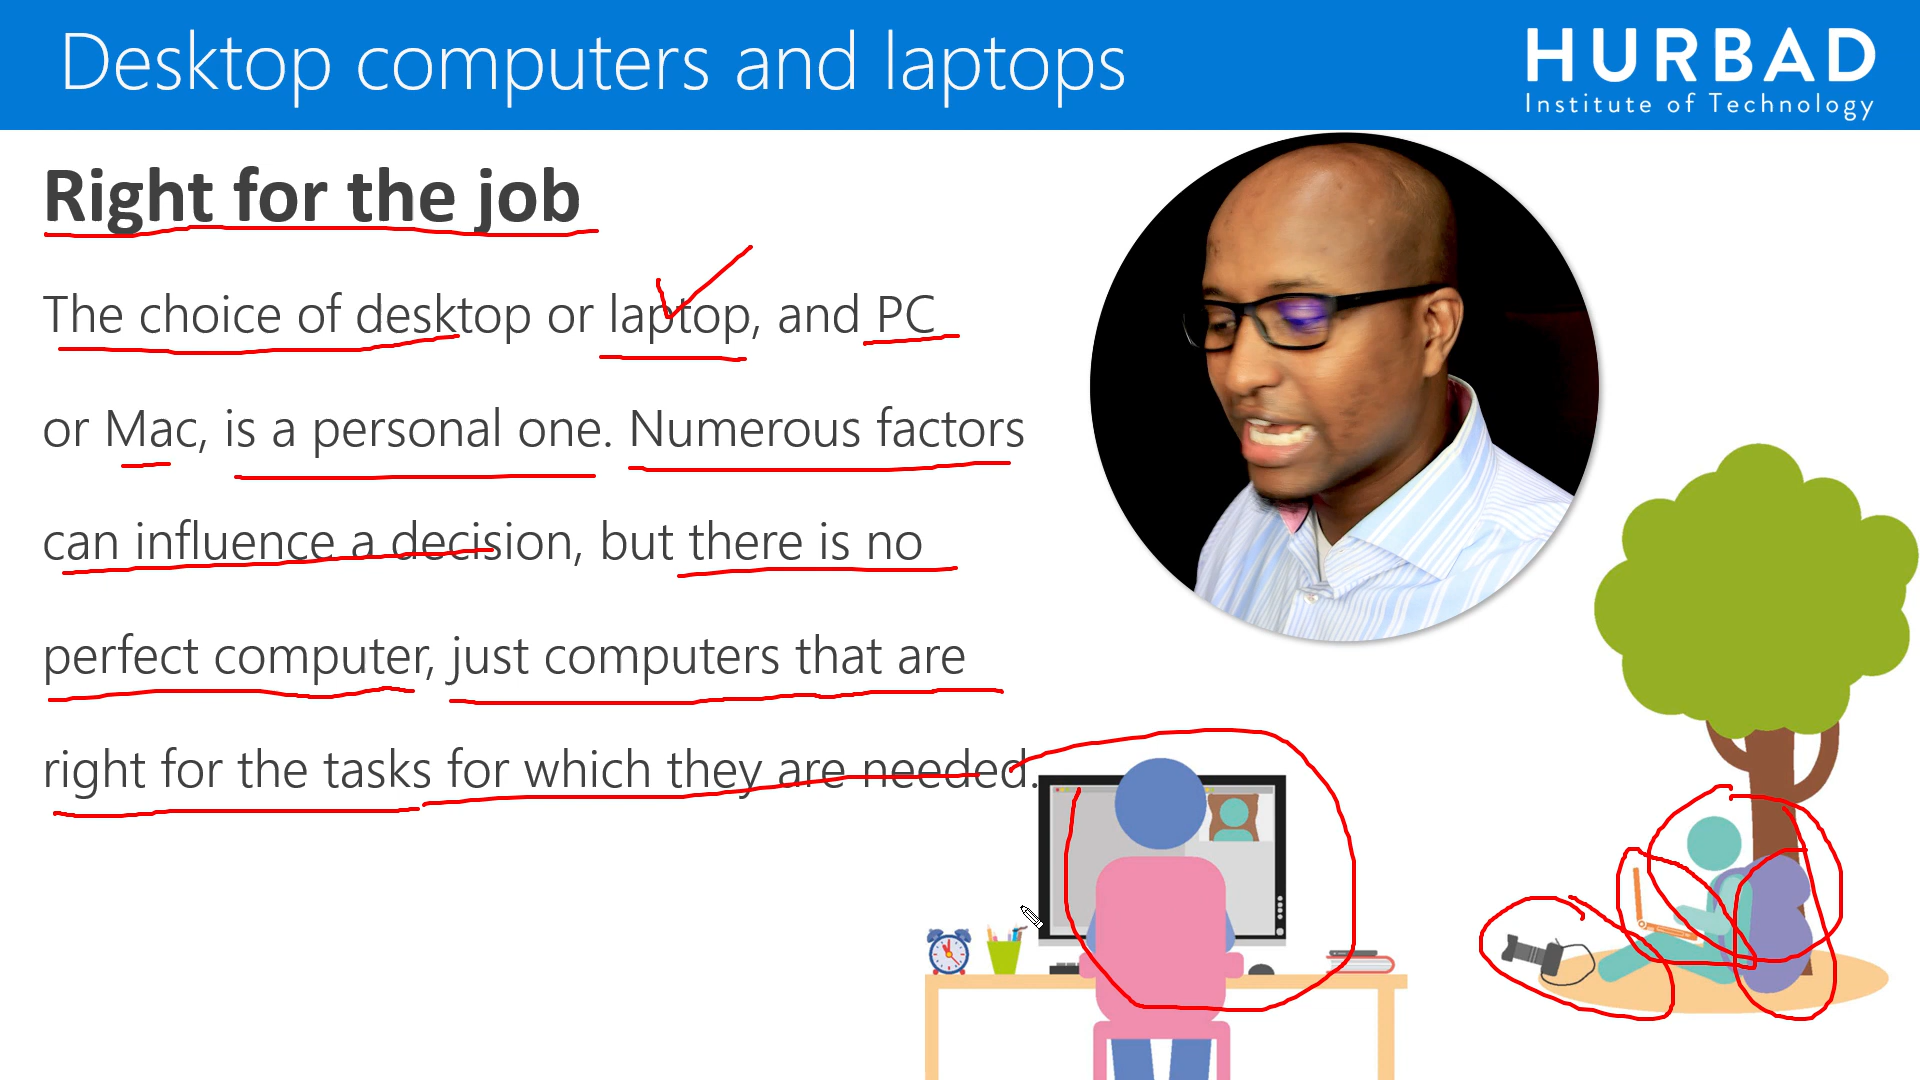 Desktop computers and laptops
HURBAD
Institute of Technology
Right for the job
The choice of desktop or laptop, and PC
or Mac, is a personal one. Numerous factors
can influence a decision, but there is no
perfect computer, just computers that are
right for the tasks for which they are needed.